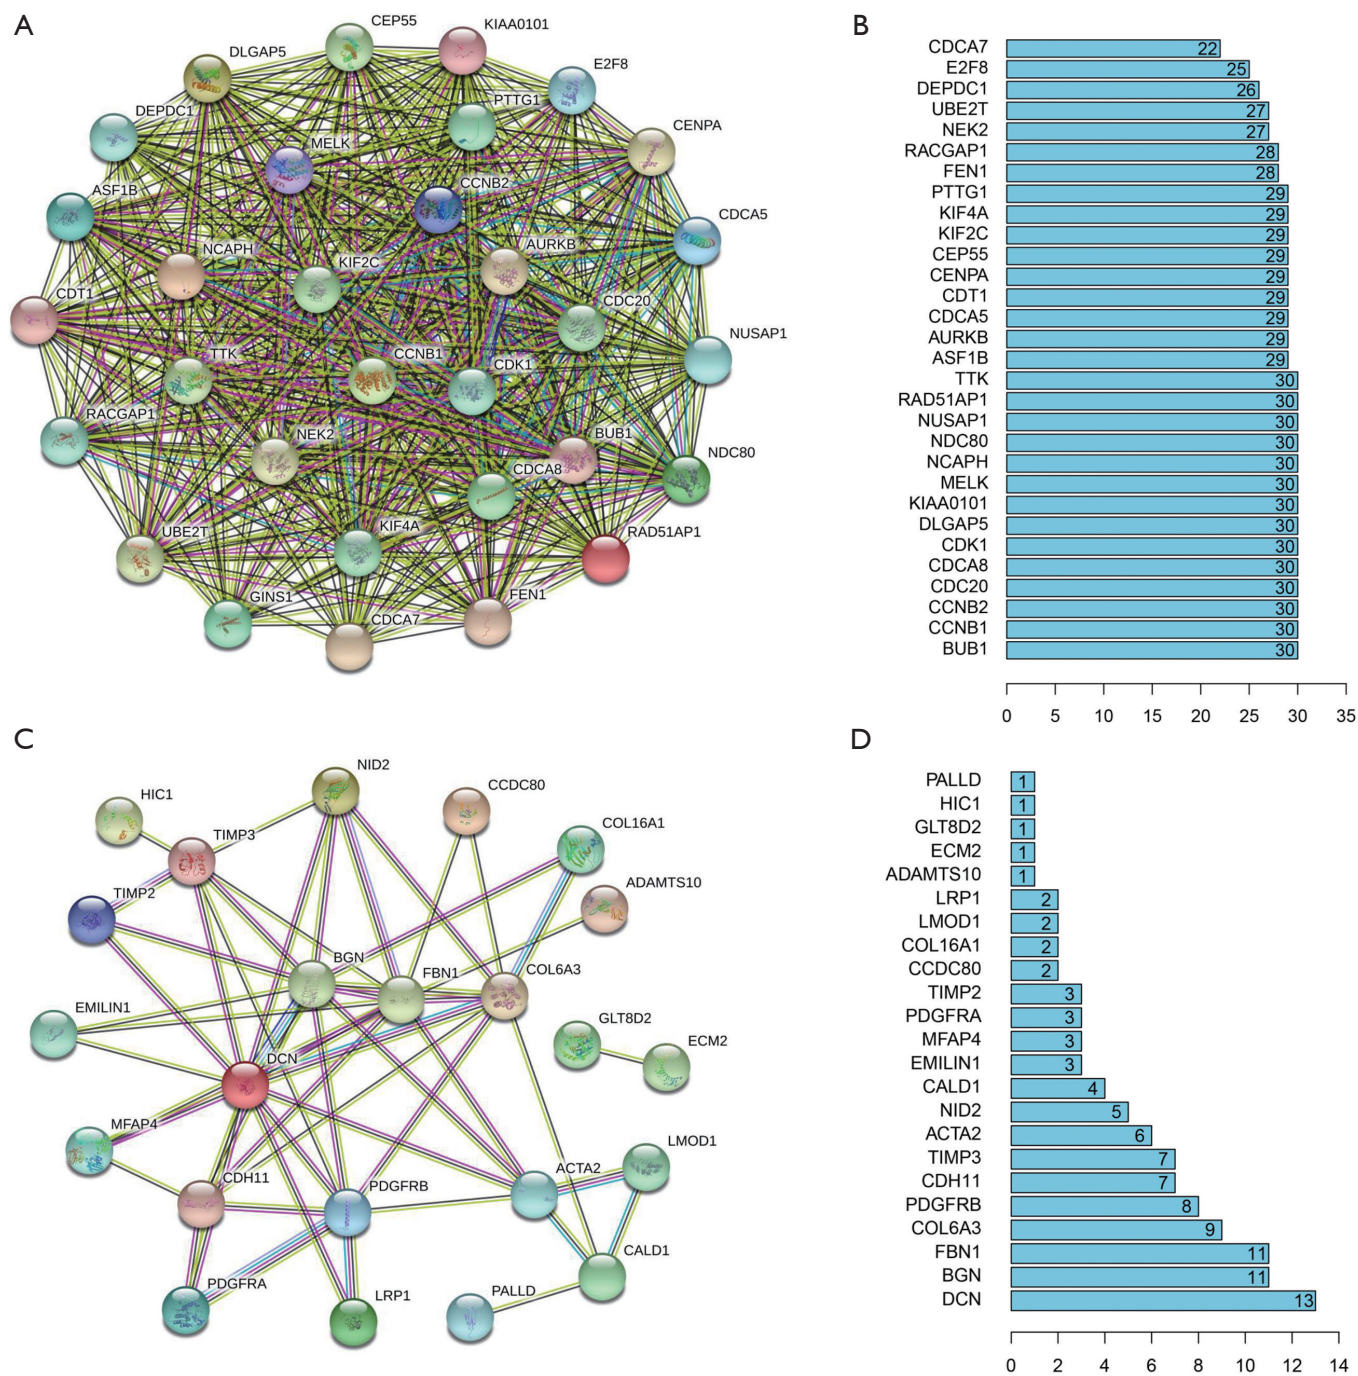 A
CEP55
KIAA0101
DLGAP5
E2F8
PTTG1
DEPDC1
CENPA
MELK
CCNB2
ASF1B
CDCA5
NCAPH
AURKB
KIF2C
CDT1
CDC20
NUSAP1
TTK
CCNB1
CDK1
RACGAP1
NEK2
BUB1
NDC80
CDCA8
UBE2T
KIF4A
RAD51AP1
GINS1
FEN1
CDCA7
B
CDCA7 22
E2F8 25
DEPDC1 26
UBE2T 27
NEK2 27
RACGAP1 28
FEN1 28
PTTG1 29
KIF4A 29
KIF2C 29
CEP55 29
CENPA 29
CDT1 29
CDCA5 29
AURKB 29
ASF1B 29
TTK 30
RAD51AP1 30
NUSAP1 30
NDC80 30
NCAPH 30
MELK 30
KIAA0101 30
DLGAP5 30
CDK1 30
CDCA8 30
CDC20 30
CCNB2 30
CCNB1 30
BUB1 30
0 5 10 15 20 25 30 35
C
NID2
HIC1
CCDC80
TIMP3
COL16A1
TIMP2
ADAMTS10
BGN
FBN1
COL6A3
EMILIN1
GLT8D2
ECM2
DCN
MFAP4
LMOD1
CDH11
PDGFRB
ACTA2
CALD1
PDGFRA
LRP1
PALLD
D
PALLD 1
HIC1 1
GLT8D2 1
ECM2 1
ADAMTS10 1
LRP1 2
LMOD1 2
COL16A1 2
CCDC80 2
TIMP2 3
PDGFRA 3
MFAP4 3
EMILIN1 3
CALD1 4
NID2 5
ACTA2 6
TIMP3 7
CDH11 7
PDGFRB 8
COL6A3 9
FBN1 11
BGN 11
DCN 13
0 2 4 6 8 10 12 14